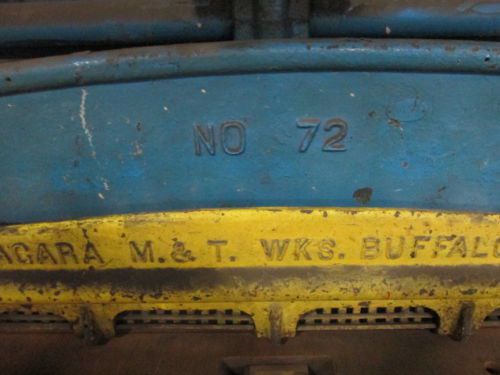 NO 72
AGARA M. & T. WKS. BUFFALO